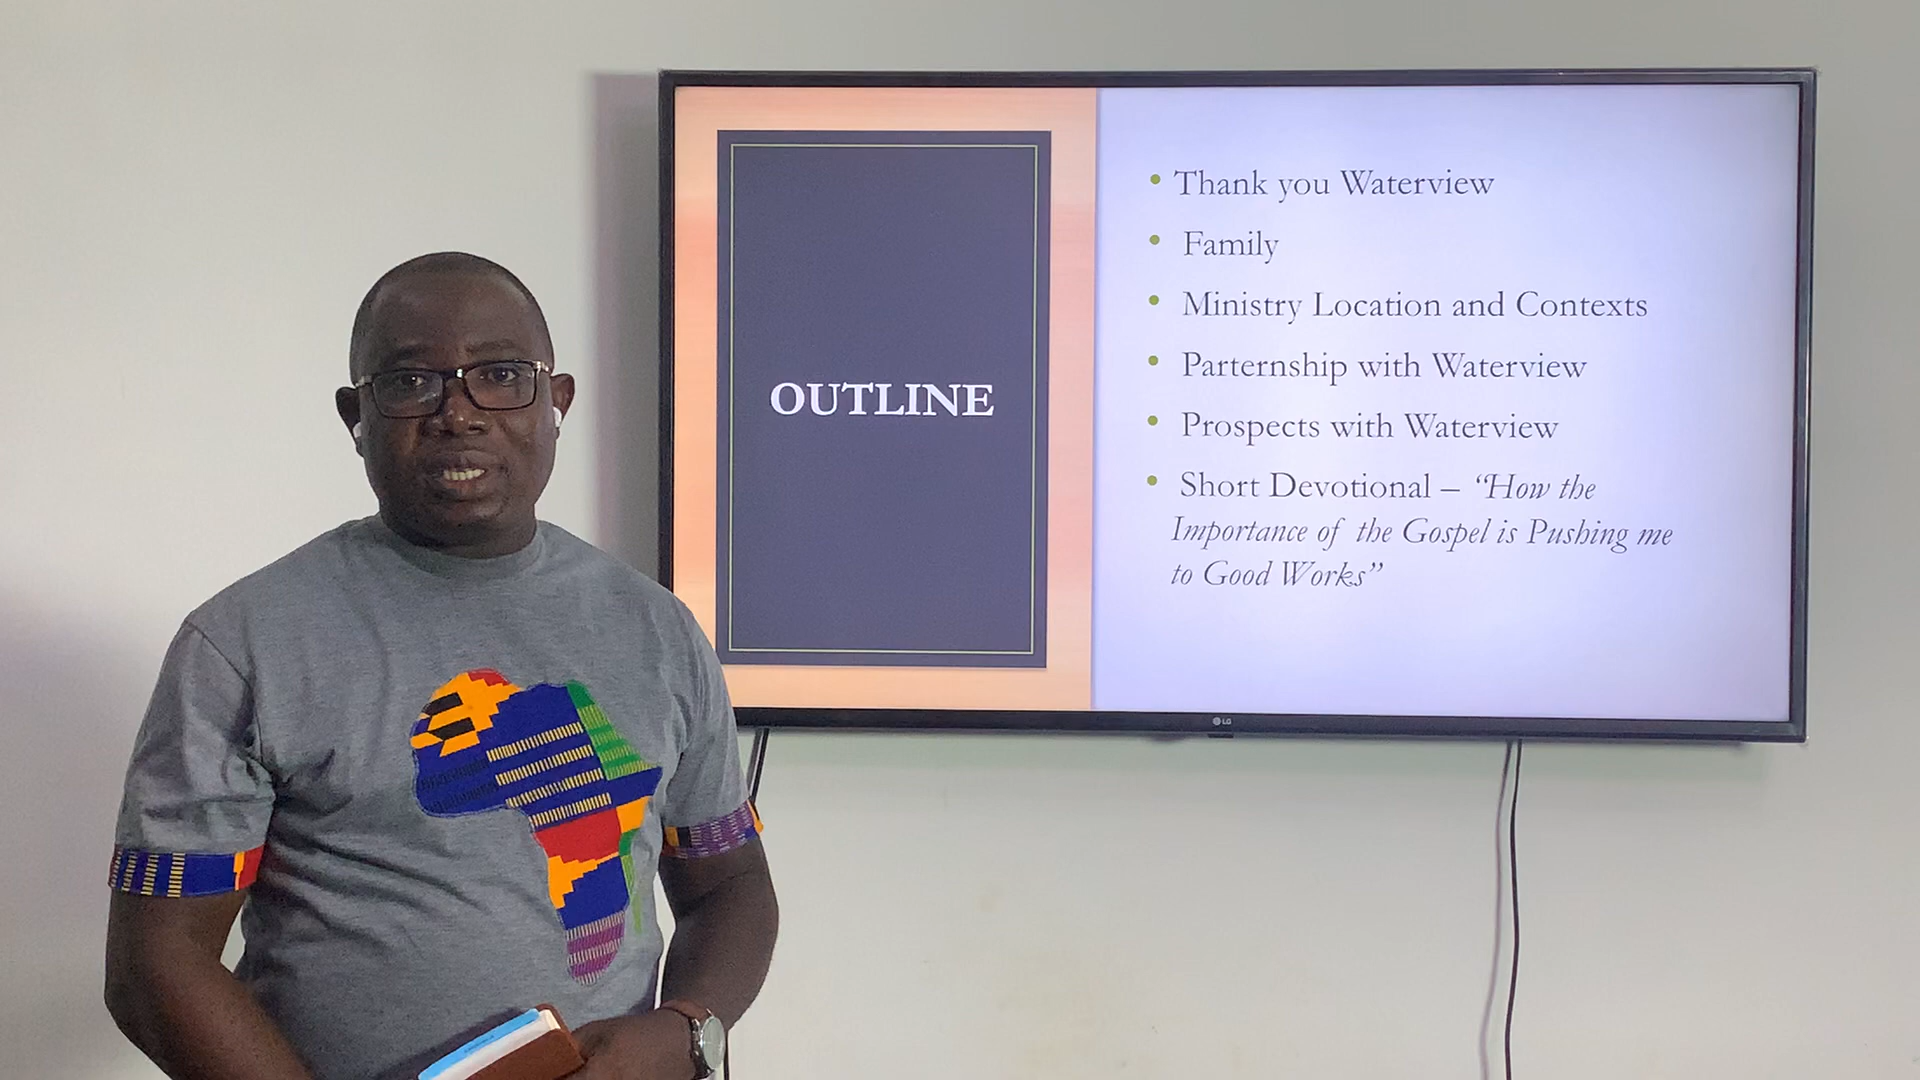 OUTLINE
• Thank you Waterview
• Family
• Ministry Location and Contexts
• Parternship with Waterview
• Prospects with Waterview
• Short Devotional – “How the
Importance of the Gospel is Pushing me
to Good Works”
LG